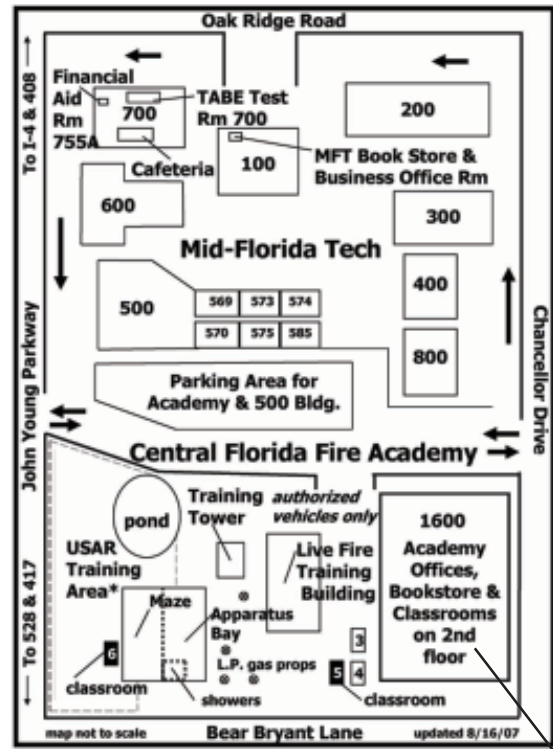 Oak Ridge Road
To I-4 & 408
Financial
Aid
Rm
755A
700
TABE Test
Rm 700
Cafeteria
100
200
MFT Book Store &
Business Office Rm
600
300
Mid-Florida Tech
400
500
569 573 574
570 575 585
800
John Young Parkway
Chancellor Drive
Parking Area for
Academy & 500 Bldg.
Central Florida Fire Academy
To 528 & 417
pond
Training
Tower
authorized
vehicles only
1600
Academy
Offices,
Bookstore &
Classrooms
on 2nd
floor
USAR
Training
Area*
Live Fire
Training
Building
Maze
Apparatus
Bay
3
6
L.P. gas props
5
4
classroom
showers
classroom
map not to scale
Bear Bryant Lane
updated 8/16/07